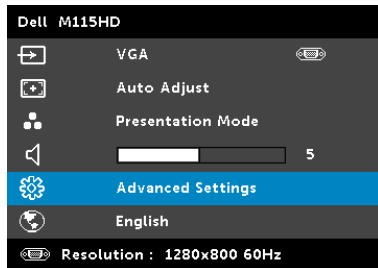 Dell M115HD
VGA
Auto Adjust
Presentation Mode
5
Advanced Settings
English
Resolution : 1280x800 60Hz